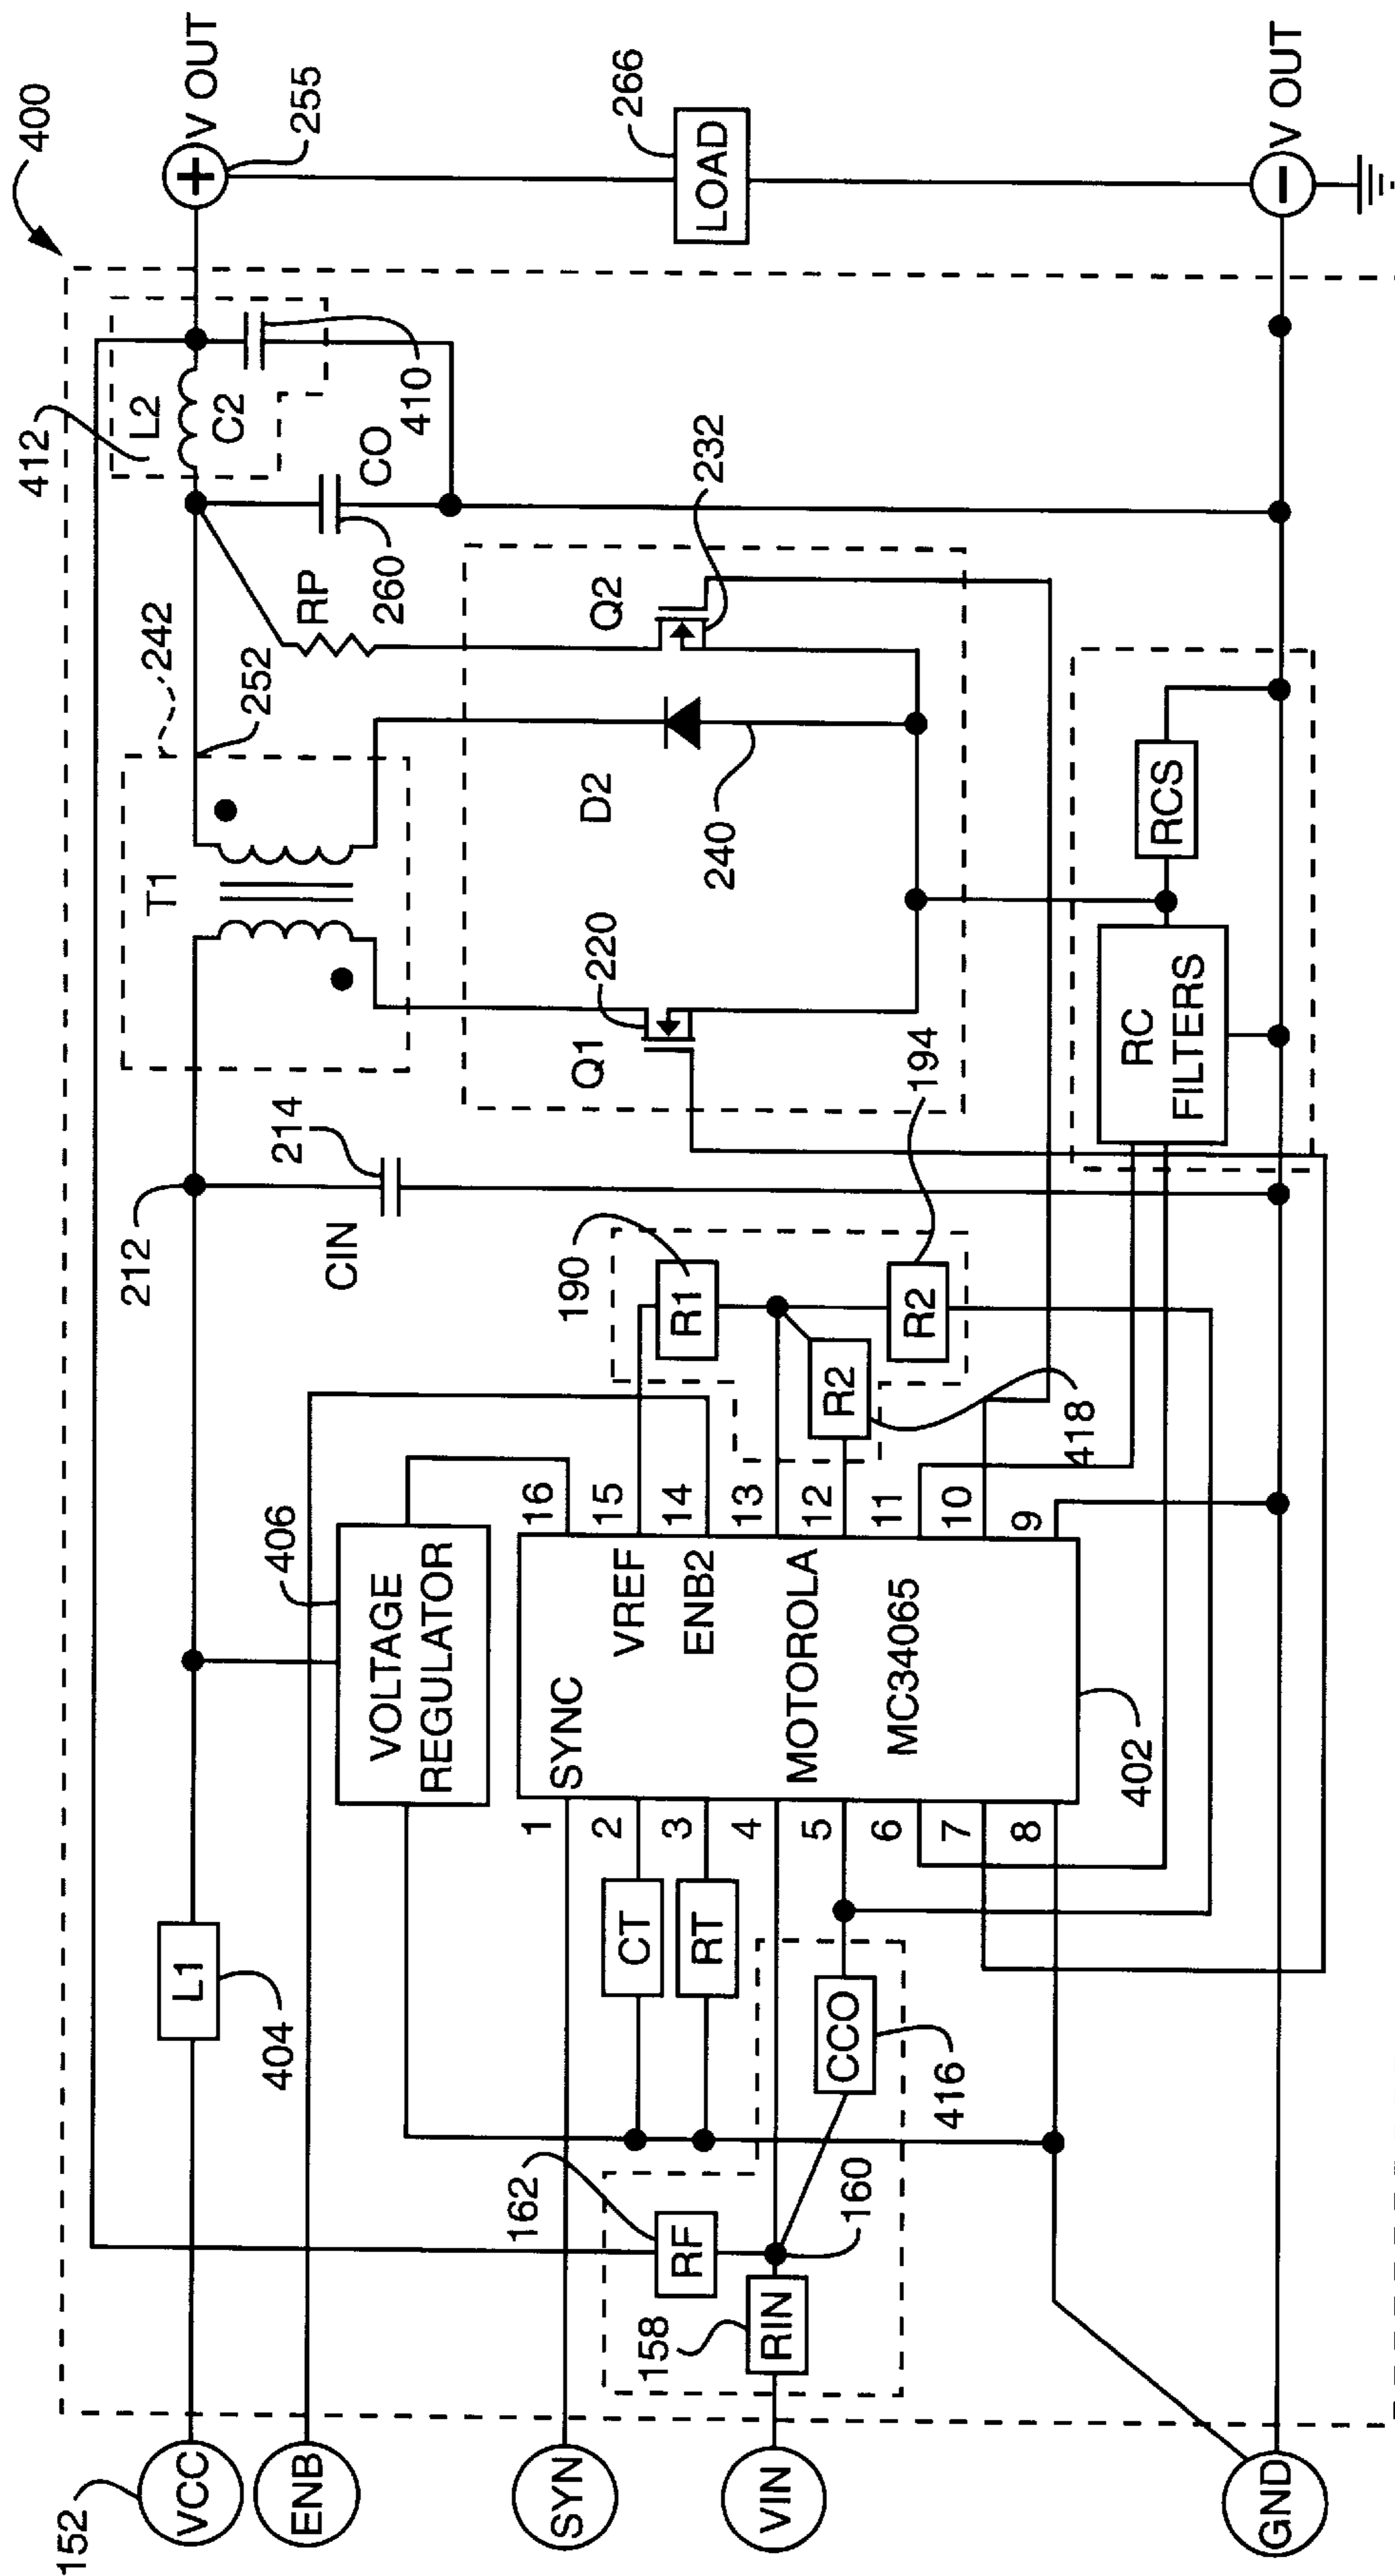 400
152
VCC
ENB
SYN
VIN
GND
L1
404
212
214
CIN
T1
242
252
412
L2
C2
410
CO
260
RP
V OUT
255
266
LOAD
V OUT
406
VOLTAGE
REGULATOR
162
RF
158
RIN
160
CT
RT
CCO
416
1
2
3
4
5
6
7
8
SYNC
VREF
ENB2
MOTOROLA
MC34065
402
16
15
14
13
12
11
10
9
190
R1
R2
418
R2
194
Q1
220
D2
240
Q2
232
RC
FILTERS
RCS